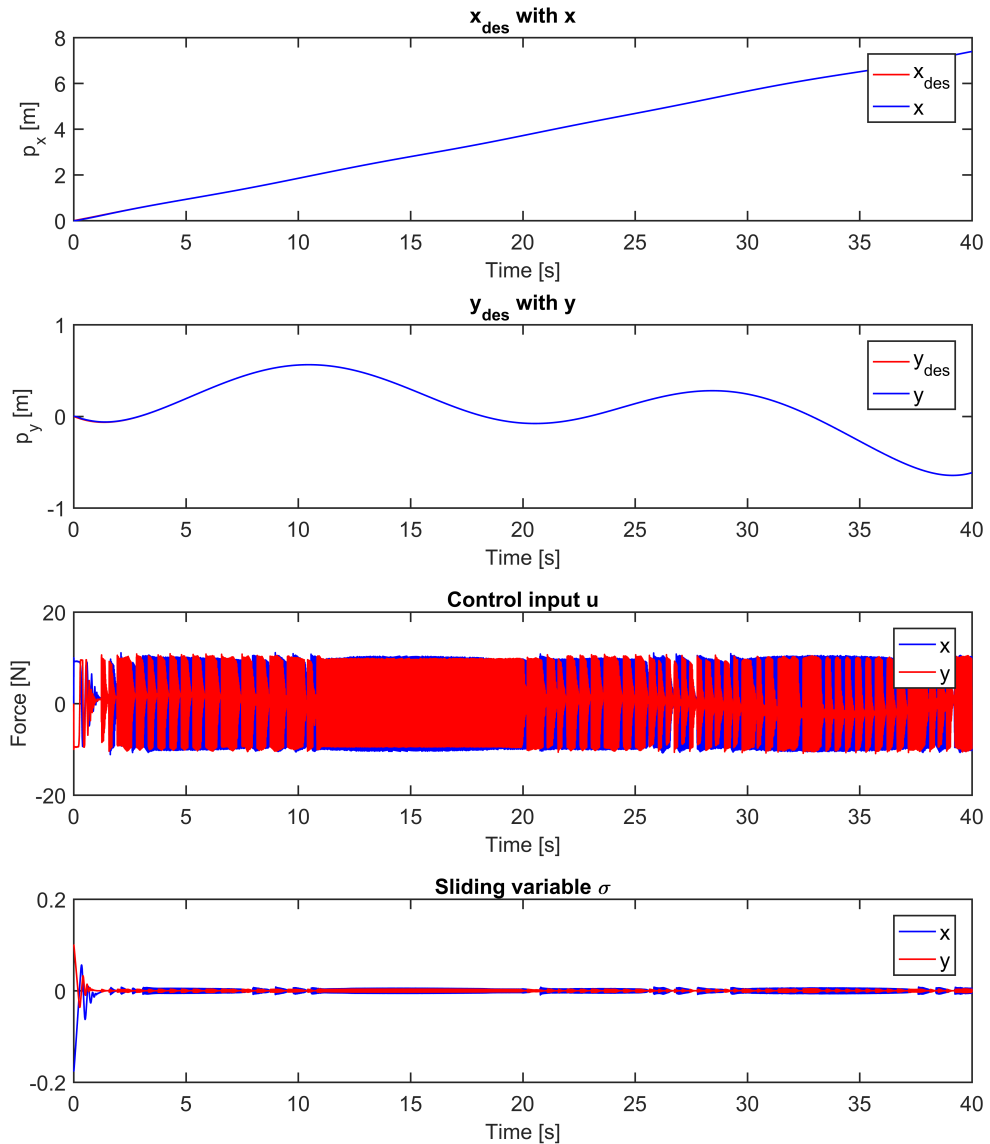 x_des with x
8
6
4
2
0
p_x [m]
x_des
x
0 5 10 15 20 25 30 35 40
Time [s]
y_des with y
1
0
-1
p_y [m]
y_des
y
0 5 10 15 20 25 30 35 40
Time [s]
Control input u
20
0
-20
Force [N]
x
y
0 5 10 15 20 25 30 35 40
Time [s]
Sliding variable σ
0.2
0
-0.2
x
y
0 5 10 15 20 25 30 35 40
Time [s]